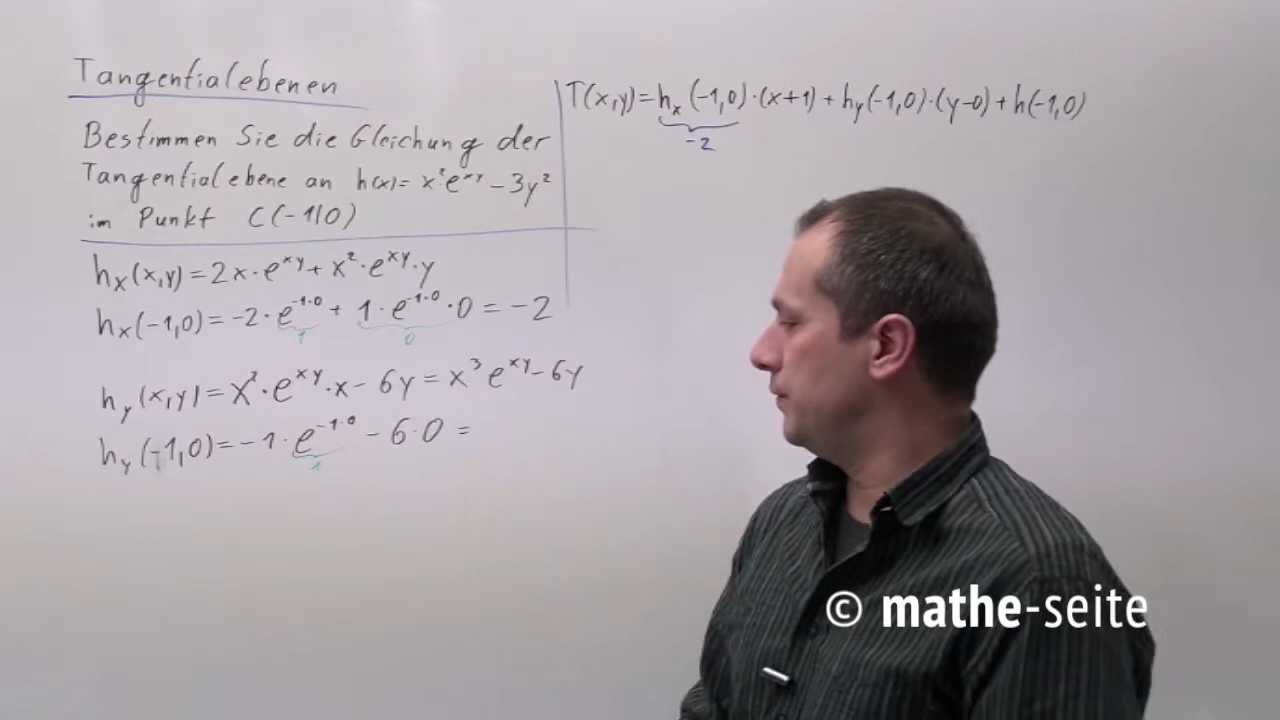 Tangentialebenen
Bestimmen Sie die Gleichung der
Tangentialebene an h(x)= x²e^xy − 3y²
im Punkt C(-1|0)
h_x(x,y) = 2x·e^xy + x²·e^xy·y
h_x(-1,0) = -2·e^-1·0 + 1·e^-1·0·0 = -2
1 0
h_y(x,y) = x²·e^xy·x − 6y = x³e^xy − 6y
h_y(-1,0) = -1·e^-1·0 − 6·0 =
1
T(x,y) = h_x(-1,0)·(x+1) + h_y(-1,0)·(y-0) + h(-1,0)
-2
© mathe-seite